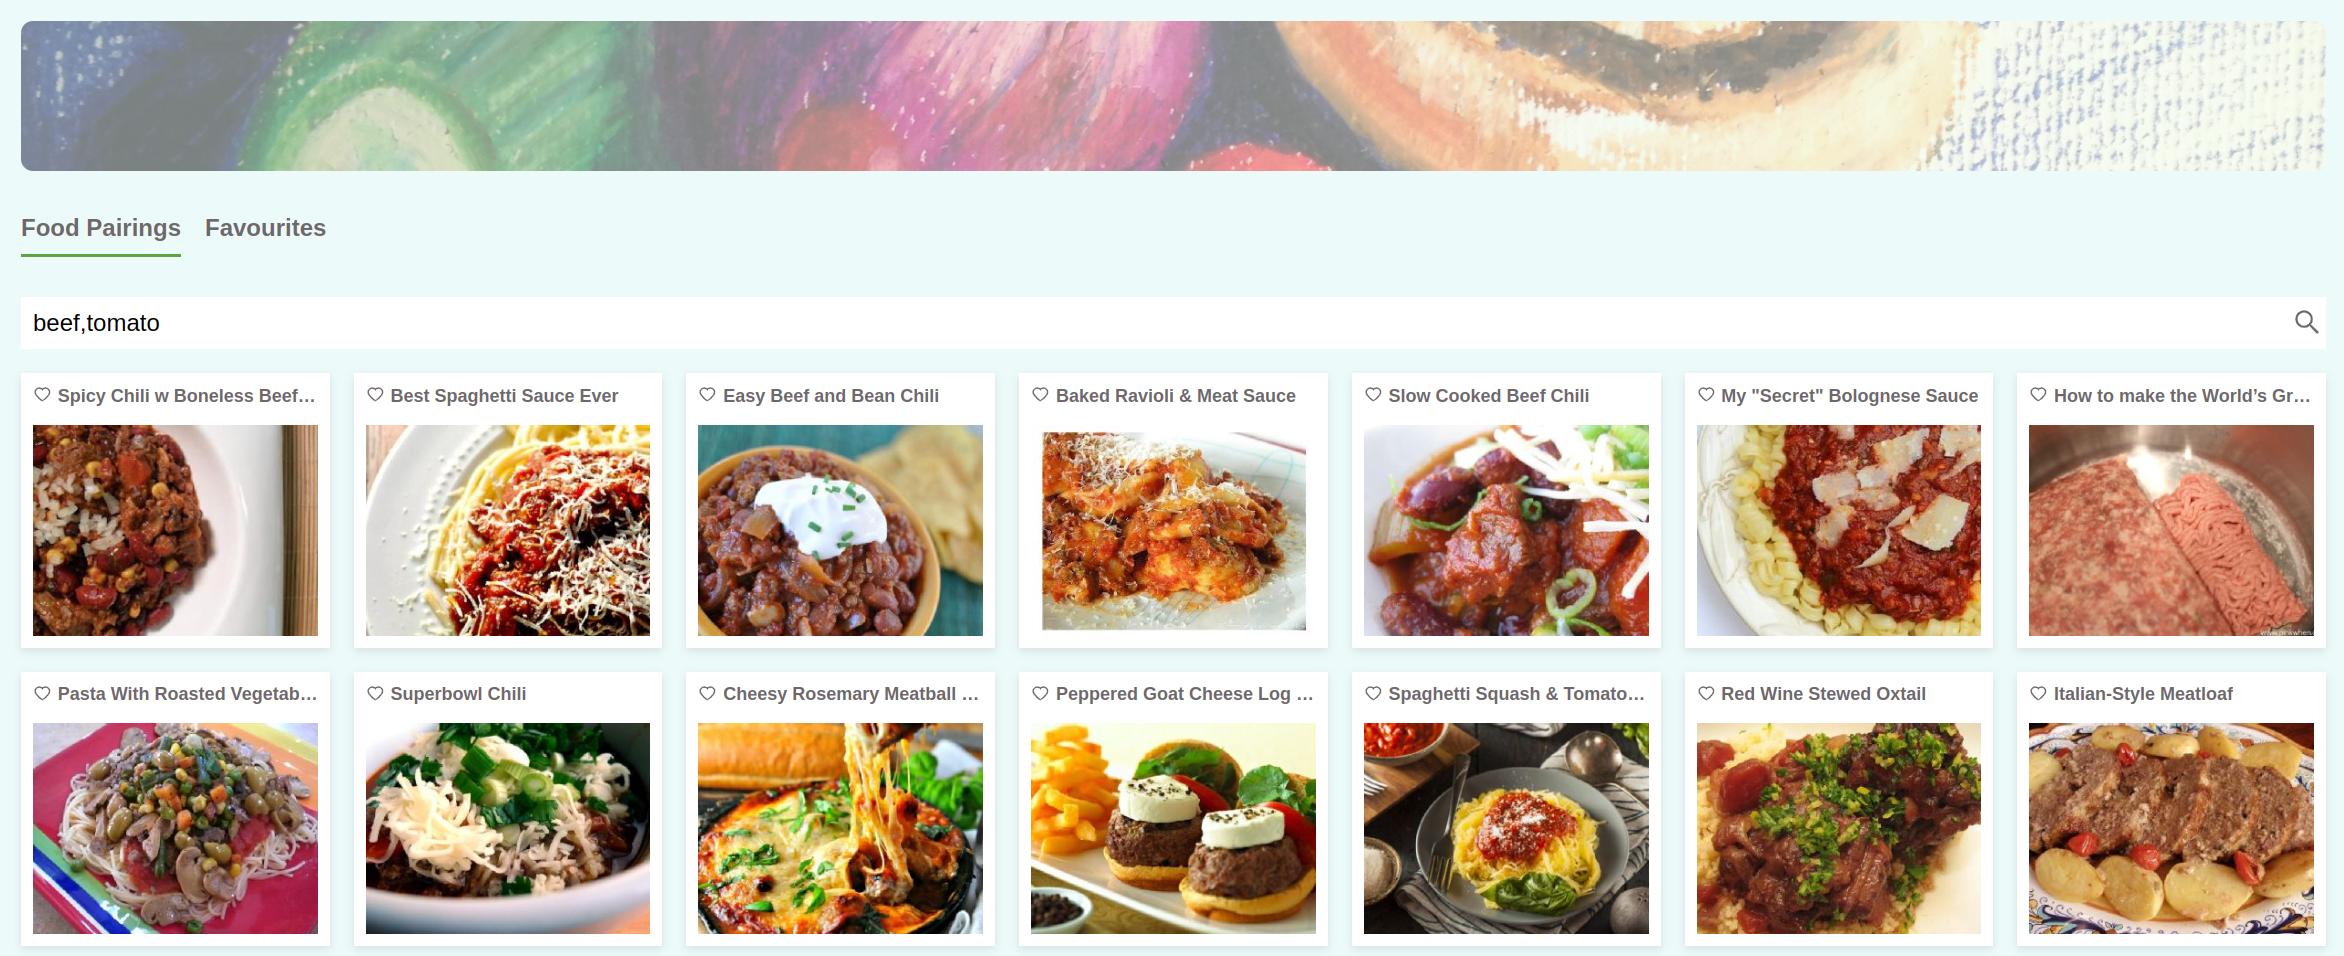 Food Pairings
Favourites
beef,tomato
Spicy Chili w Boneless Beef…
Best Spaghetti Sauce Ever
Easy Beef and Bean Chili
Baked Ravioli & Meat Sauce
Slow Cooked Beef Chili
My "Secret" Bolognese Sauce
How to make the World’s Gr…
Pasta With Roasted Vegetab…
Superbowl Chili
Cheesy Rosemary Meatball …
Peppered Goat Cheese Log …
Spaghetti Squash & Tomato…
Red Wine Stewed Oxtail
Italian-Style Meatloaf